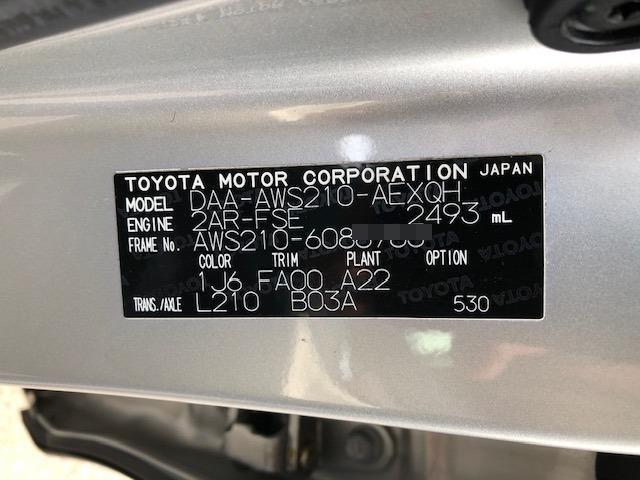 TOYOTA MOTOR CORPORATION JAPAN
MODEL DAA-AWS210-AEXQH
ENGINE 2AR-FSE 2493 mL
FRAME No. AWS210-608
COLOR TRIM PLANT OPTION
1J6 FA00 A22
TRANS./AXLE L210 B03A 530